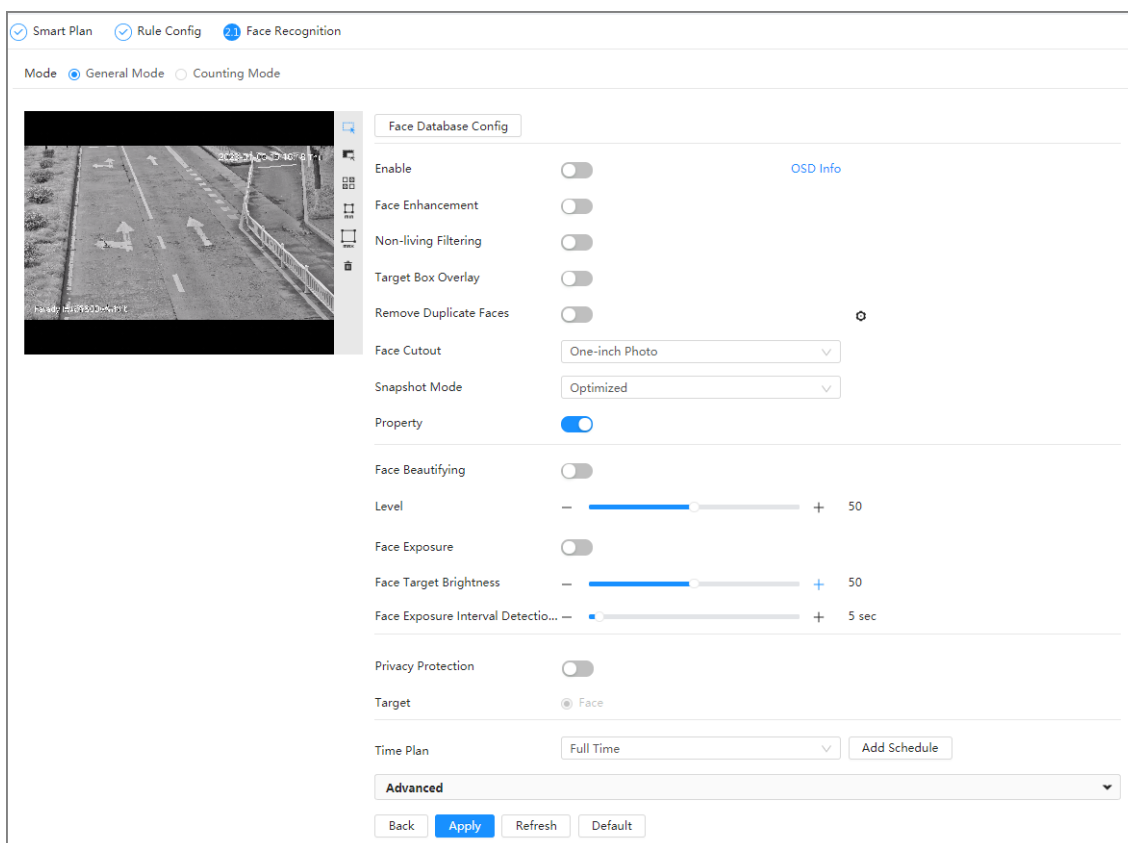 Smart Plan
Rule Config
2.1 Face Recognition
Mode General Mode Counting Mode
Face Database Config
Enable OSD Info
Face Enhancement
Non-living Filtering
Target Box Overlay
Remove Duplicate Faces
Face Cutout One-inch Photo
Snapshot Mode Optimized
Property
Face Beautifying
Level 50
Face Exposure
Face Target Brightness 50
Face Exposure Interval Detectio... 5 sec
Privacy Protection
Target Face
Time Plan Full Time Add Schedule
Advanced
Back Apply Refresh Default